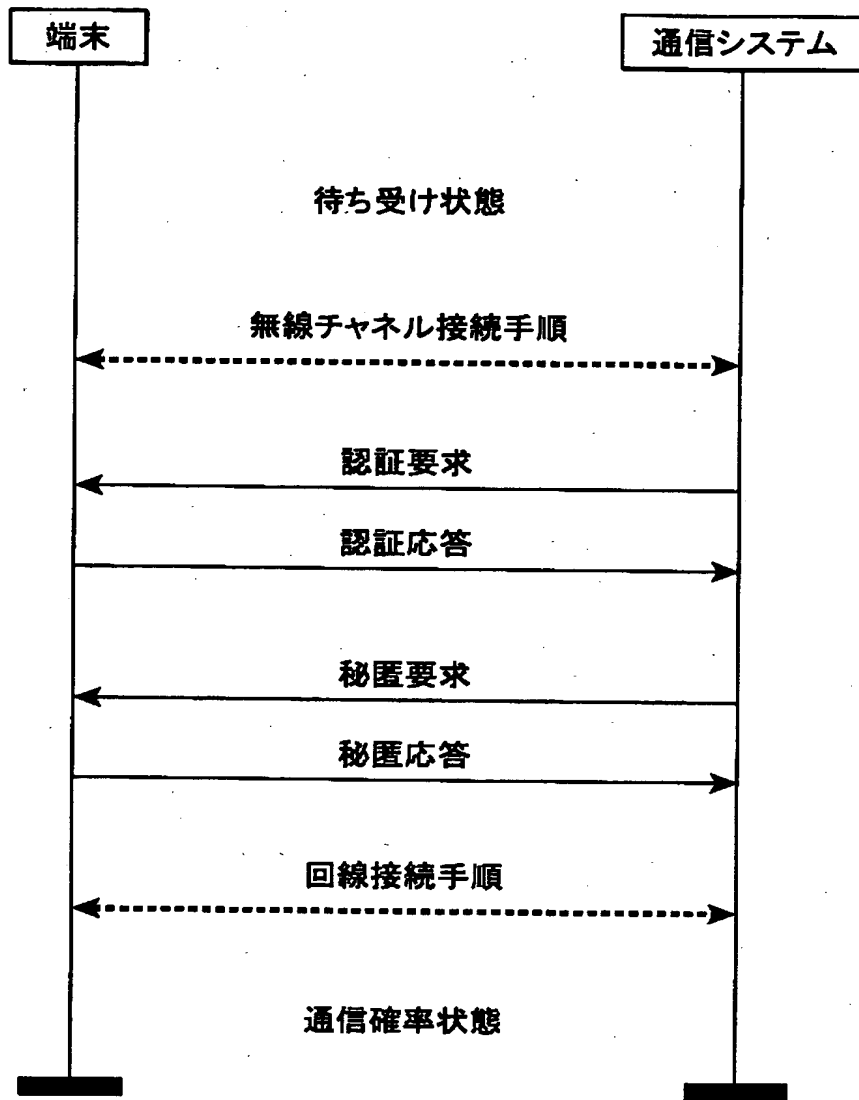 端末
通信システム
待ち受け状態
無線チャネル接続手順
認証要求
認証応答
秘匿要求
秘匿応答
回線接続手順
通信確率状態